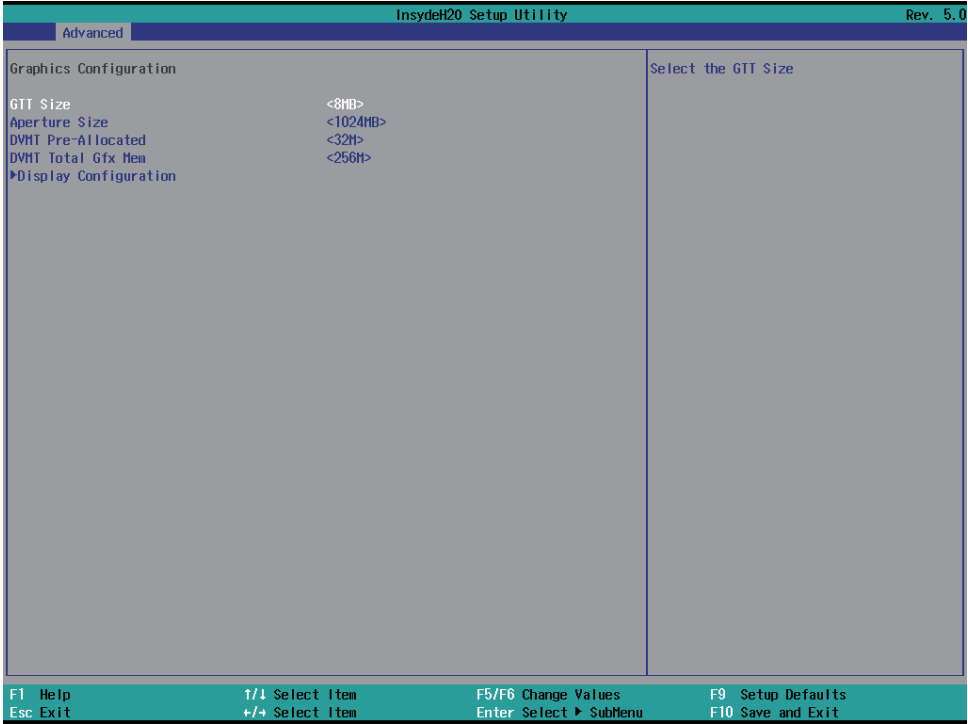 InsydeH20 Setup Utility Rev. 5.0
Advanced
Graphics Configuration
Select the GTT Size
GTT Size <8MB>
Aperture Size <1024MB>
DVMT Pre-Allocated <32M>
DVMT Total Gfx Mem <256M>
▶Display Configuration
F1 Help ↑/↓ Select Item F5/F6 Change Values F9 Setup Defaults
Esc Exit ←/→ Select Item Enter Select ▶ SubMenu F10 Save and Exit